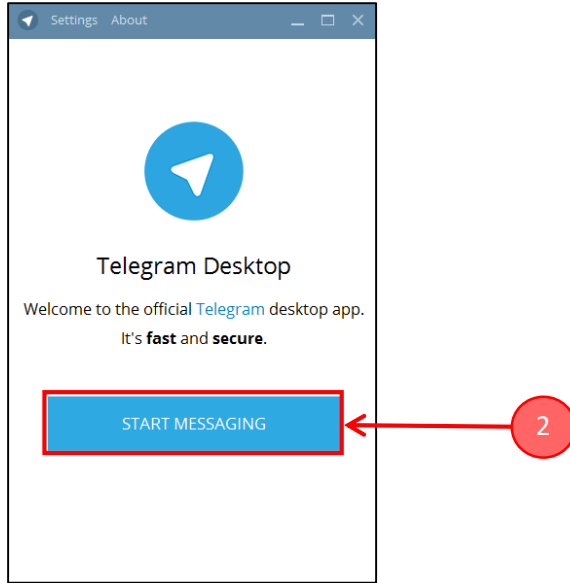 Settings About
Telegram Desktop
Welcome to the official Telegram desktop app.
It's fast and secure.
START MESSAGING
2